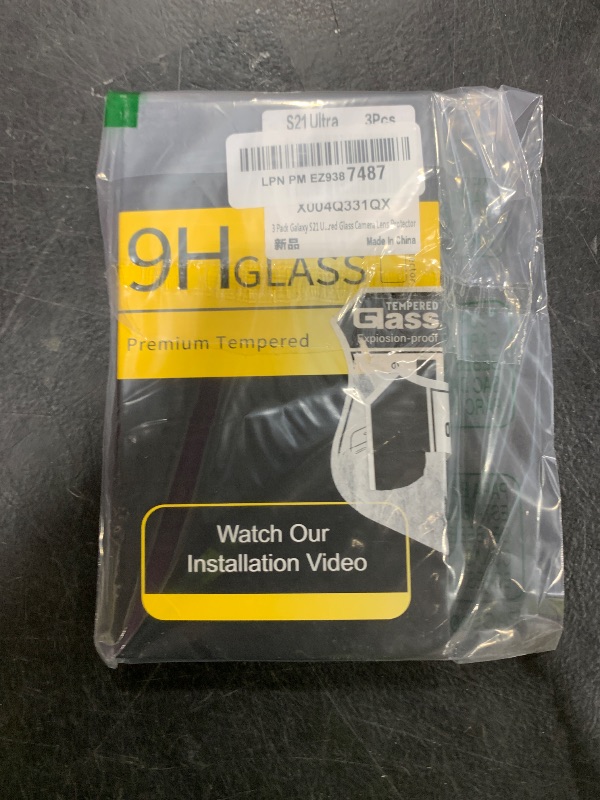 S21 Ultra 3Pcs
LPN PM EZ938 7487
X004Q331QX
3 Pack Galaxy S21 Glass Camera Lens Protector
新品 Made In China
9H GLASS
TEMPERED
Glass
Explosion-proof
Premium Tempered
Watch Our
Installation Video